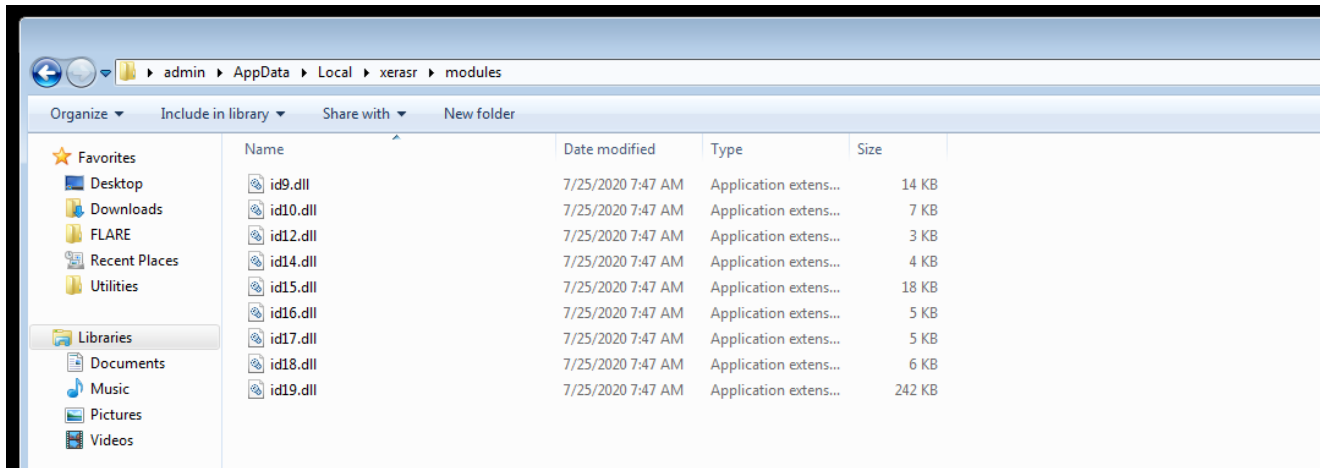 admin AppData Local xerasr modules
Organize Include in library Share with New folder
Favorites
Desktop
Downloads
FLARE
Recent Places
Utilities
Libraries
Documents
Music
Pictures
Videos
Name Date modified Type Size
id9.dll 7/25/2020 7:47 AM Application extens... 14 KB
id10.dll 7/25/2020 7:47 AM Application extens... 7 KB
id12.dll 7/25/2020 7:47 AM Application extens... 3 KB
id14.dll 7/25/2020 7:47 AM Application extens... 4 KB
id15.dll 7/25/2020 7:47 AM Application extens... 18 KB
id16.dll 7/25/2020 7:47 AM Application extens... 5 KB
id17.dll 7/25/2020 7:47 AM Application extens... 5 KB
id18.dll 7/25/2020 7:47 AM Application extens... 6 KB
id19.dll 7/25/2020 7:47 AM Application extens... 242 KB